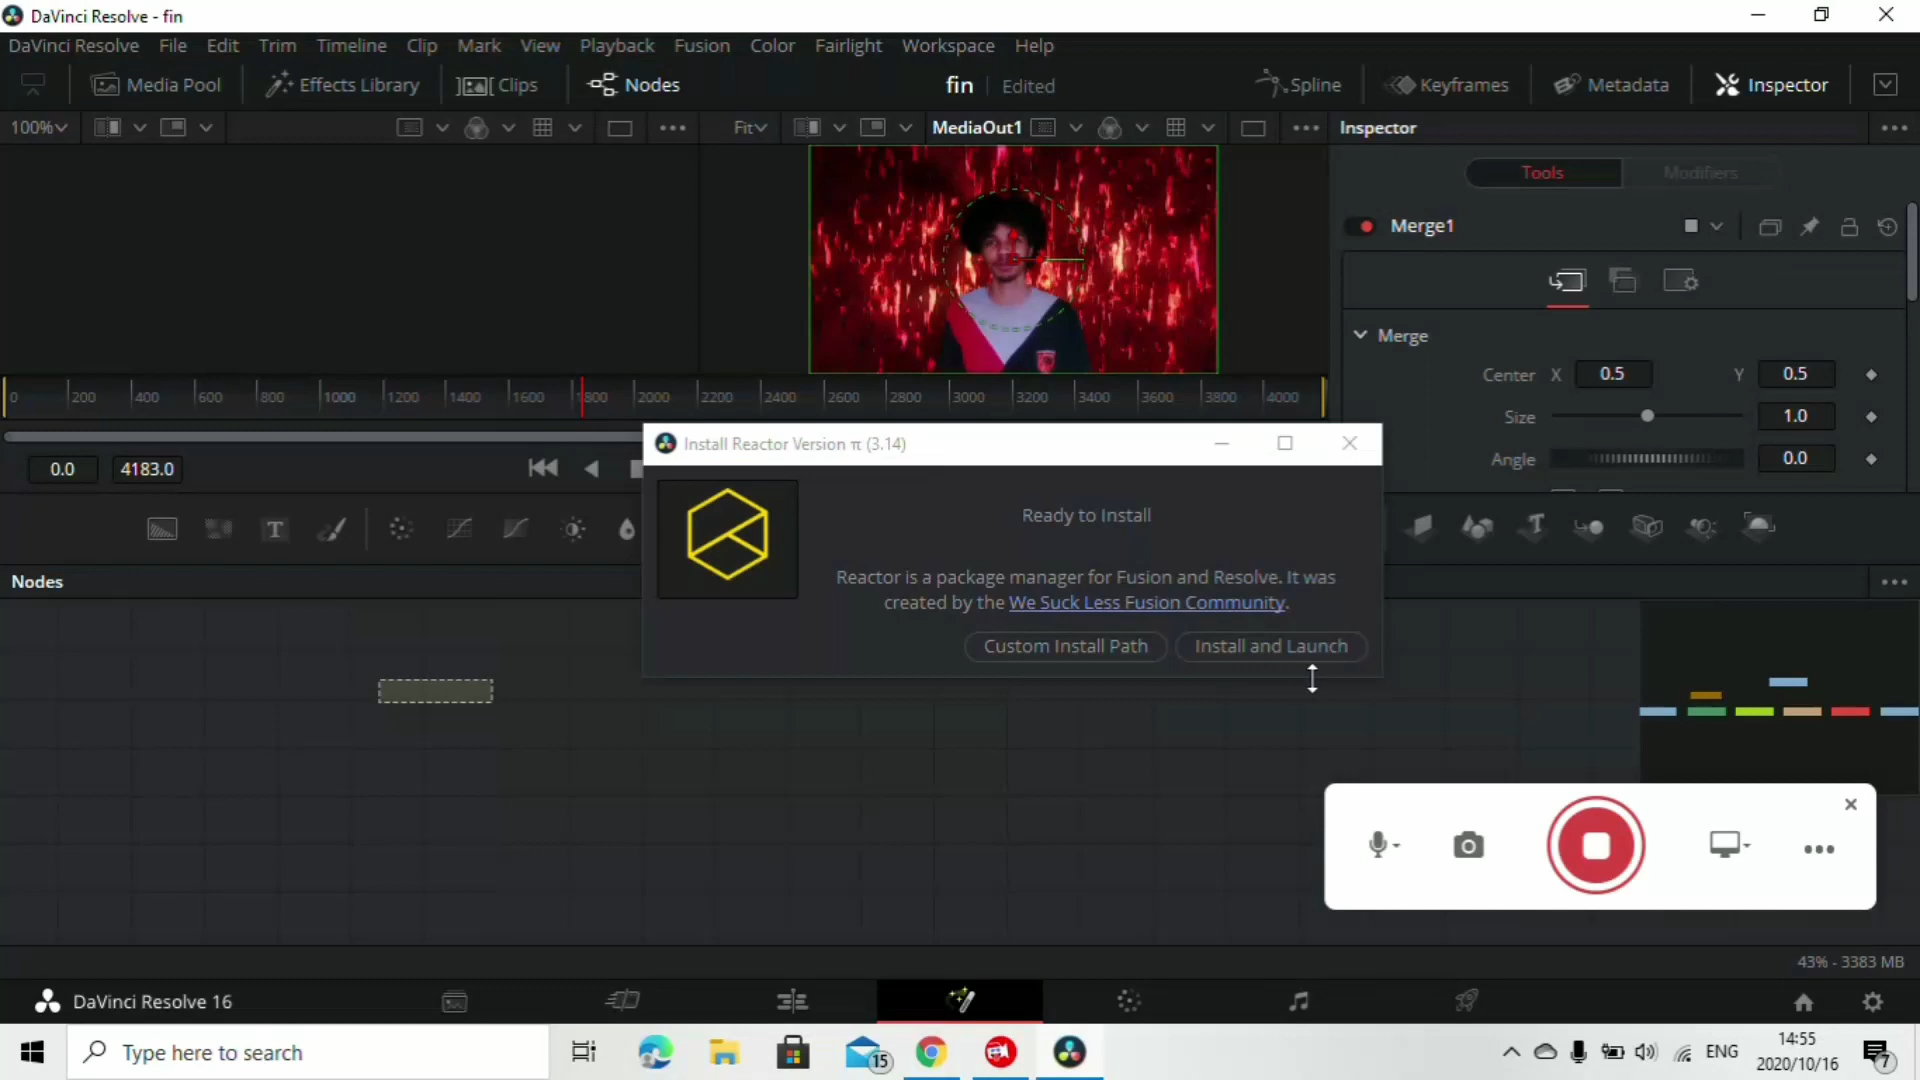 DaVinci Resolve - fin
DaVinci Resolve File Edit Trim Timeline Clip Mark View Playback Fusion Color Fairlight Workspace Help
Media Pool Effects Library Clips Nodes fin Edited Spline Keyframes Metadata Inspector
100% Fit MediaOut1 Inspector
Tools Modifiers
Merge1
Merge
Center X 0.5 Y 0.5
Size 1.0
Angle 0.0
0 200 400 600 800 1000 1200 1400 1600 1800 2000 2200 2400 2600 2800 3000 3200 3400 3600 3800 4000
0.0 4183.0
Install Reactor Version π (3.14)
Ready to Install
Reactor is a package manager for Fusion and Resolve. It was
created by the We Suck Less Fusion Community.
Custom Install Path Install and Launch
Nodes
43% - 3383 MB
DaVinci Resolve 16
Type here to search
15
ENG
14:55
2020/10/16
7